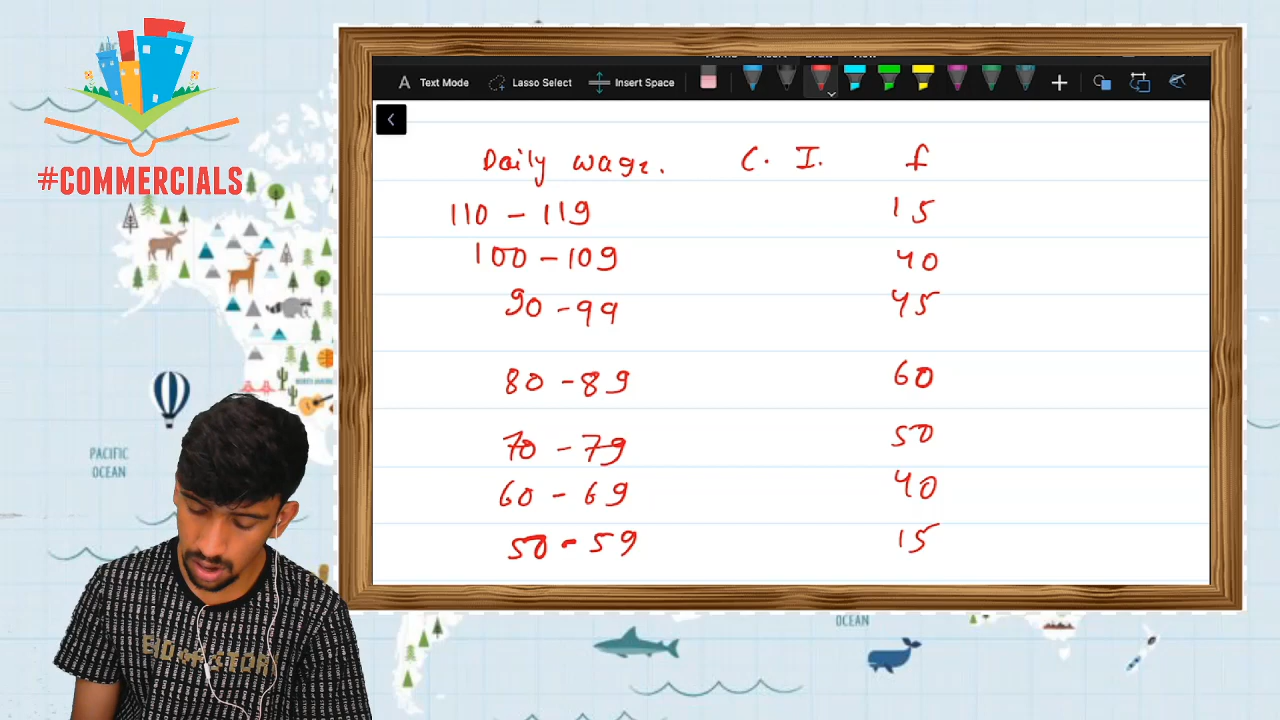 #COMMERCIALS
A Text Mode Lasso Select Insert Space
Daily wage. C. I. f
110 - 119 15
100 - 109 40
90 - 99 45
80 - 89 60
70 - 79 50
60 - 69 40
50 - 59 15
PACIFIC
OCEAN
OCEAN